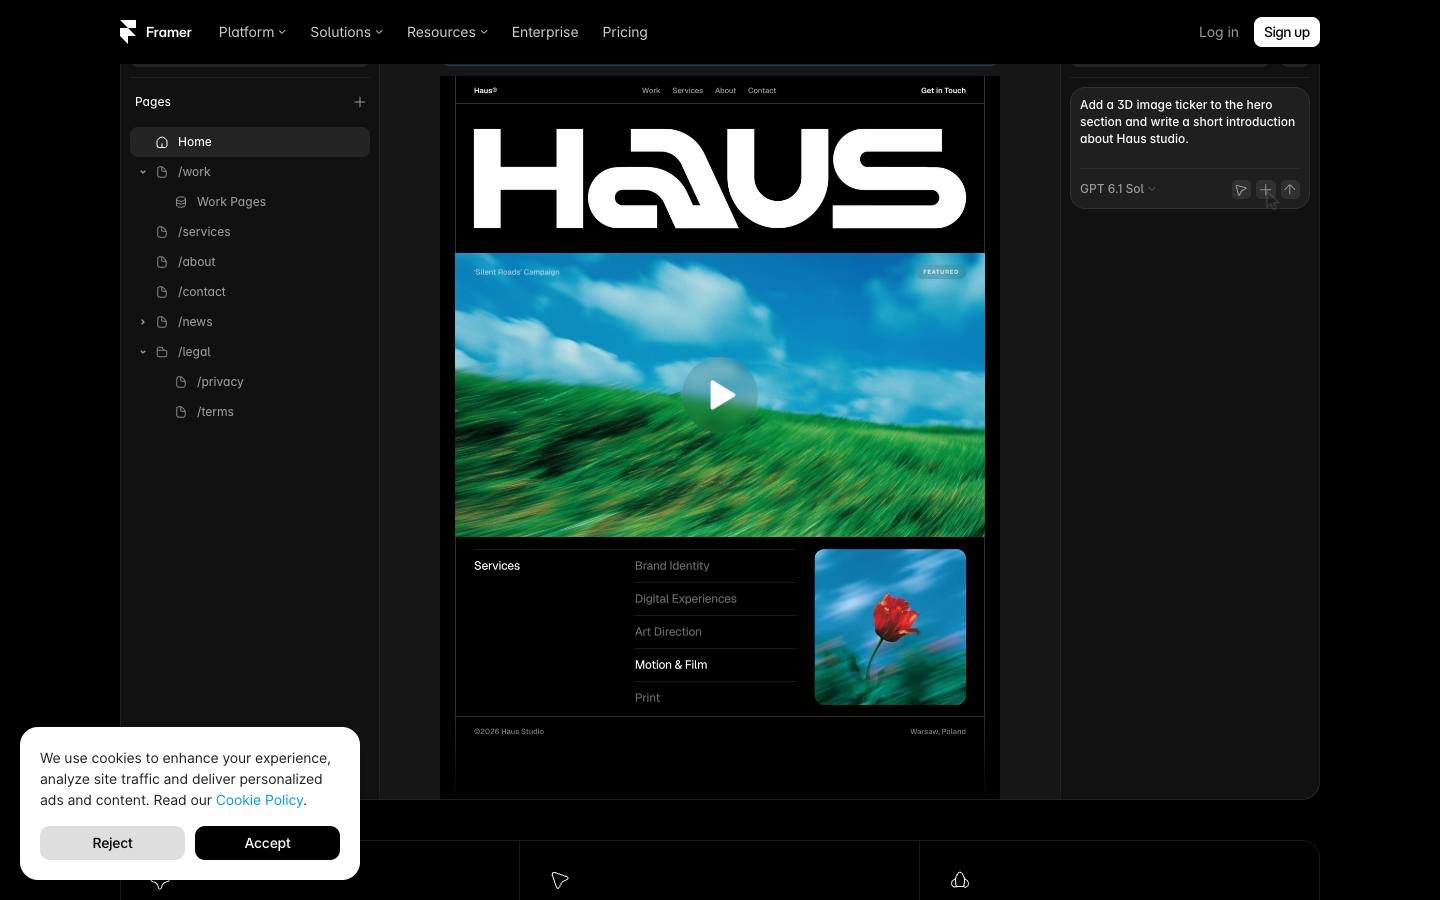 Framer
Platform
Solutions
Resources
Enterprise
Pricing
Log in
Sign up
Pages
Home
/work
Work Pages
/services
/about
/contact
/news
/legal
/privacy
/terms
Haus®
Work
Services
About
Contact
Get in Touch
HAUS
'Silent Roads' Campaign
FEATURED
Services
Brand Identity
Digital Experiences
Art Direction
Motion & Film
Print
©2026 Haus Studio
Warsaw, Poland
Add a 3D image ticker to the hero
section and write a short introduction
about Haus studio.
GPT 6.1 Sol
We use cookies to enhance your experience,
analyze site traffic and deliver personalized
ads and content. Read our Cookie Policy.
Reject
Accept